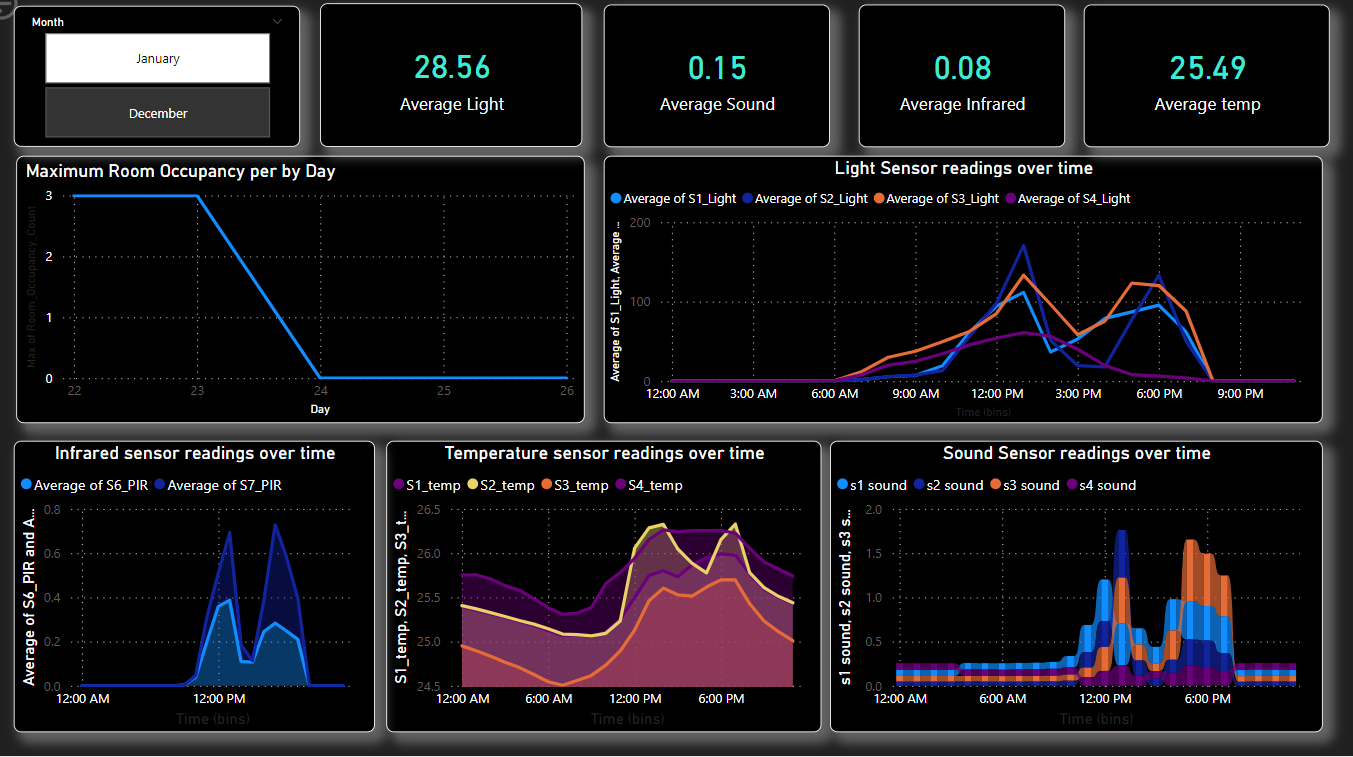 Month
January
December
28.56
Average Light
0.15
Average Sound
0.08
Average Infrared
25.49
Average temp
Maximum Room Occupancy per by Day
Max of Room_Occupancy_Count
3
2
1
0
22 23 24 25 26
Day
Light Sensor readings over time
Average of S1_Light Average of S2_Light Average of S3_Light Average of S4_Light
Average of S1_Light, Average ...
200
100
0
12:00 AM 3:00 AM 6:00 AM 9:00 AM 12:00 PM 3:00 PM 6:00 PM 9:00 PM
Time (bins)
Infrared sensor readings over time
Average of S6_PIR Average of S7_PIR
Average of S6_PIR and A...
0.8
0.6
0.4
0.2
0.0
12:00 AM 12:00 PM
Time (bins)
Temperature sensor readings over time
S1_temp S2_temp S3_temp S4_temp
S1_temp, S2_temp, S3_t...
26.5
26.0
25.5
25.0
24.5
12:00 AM 6:00 AM 12:00 PM 6:00 PM
Time (bins)
Sound Sensor readings over time
s1 sound s2 sound s3 sound s4 sound
s1 sound, s2 sound, s3 s...
2.0
1.5
1.0
0.5
0.0
12:00 AM 6:00 AM 12:00 PM 6:00 PM
Time (bins)